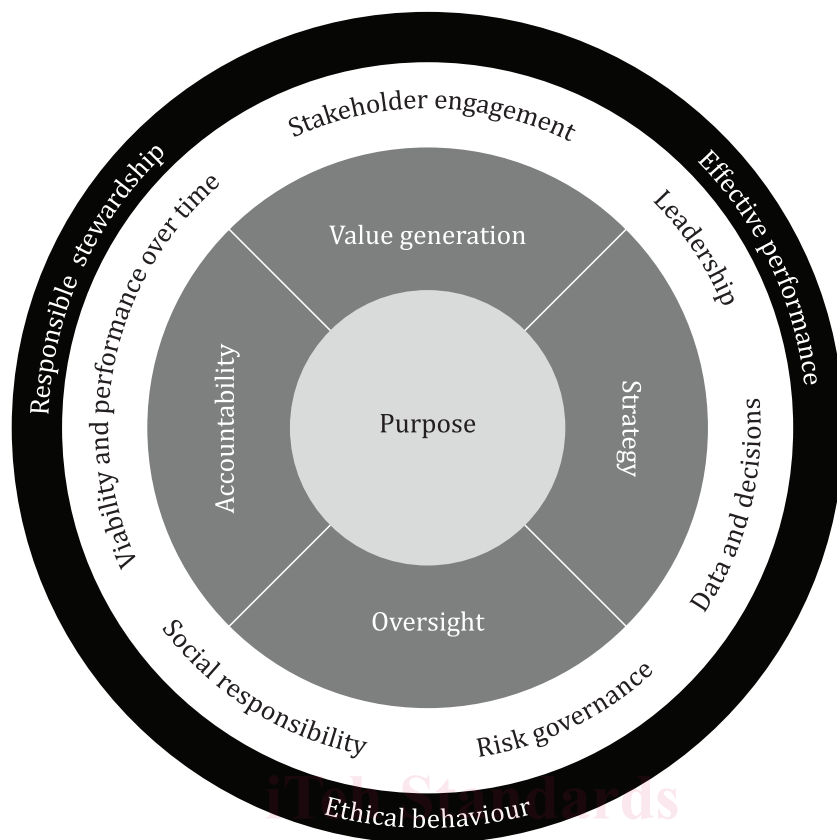 Responsible stewardship
Effective performance
Ethical behaviour
Stakeholder engagement
Leadership
Data and decisions
Risk governance
Social responsibility
Viability and performance over time
Value generation
Strategy
Oversight
Accountability
Purpose
iTeh Standards